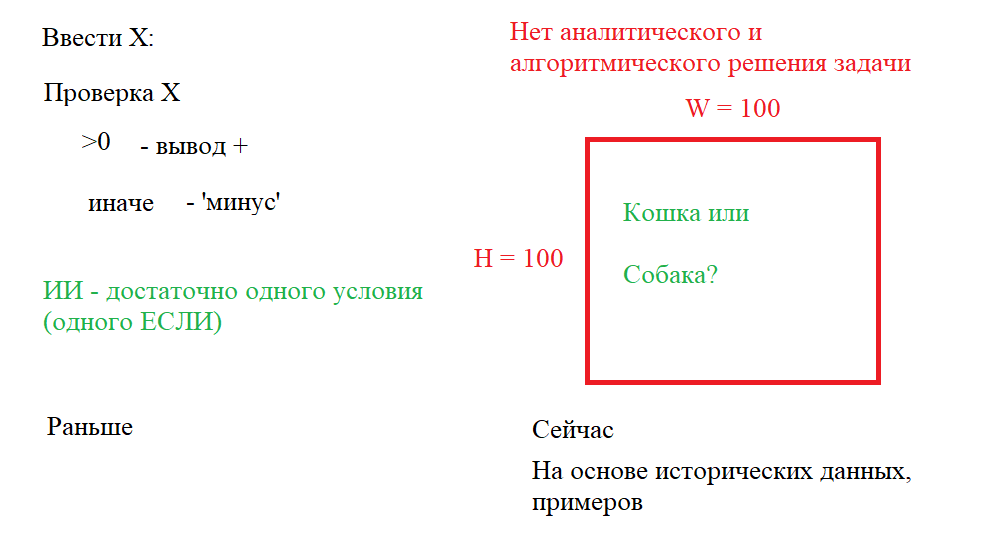 Ввести X:
Проверка X
>0 - вывод +
иначе - 'минус'
ИИ - достаточно одного условия
(одного ЕСЛИ)
Раньше
Нет аналитического и
алгоритмического решения задачи
W = 100
H = 100
Кошка или
Собака?
Сейчас
На основе исторических данных,
примеров